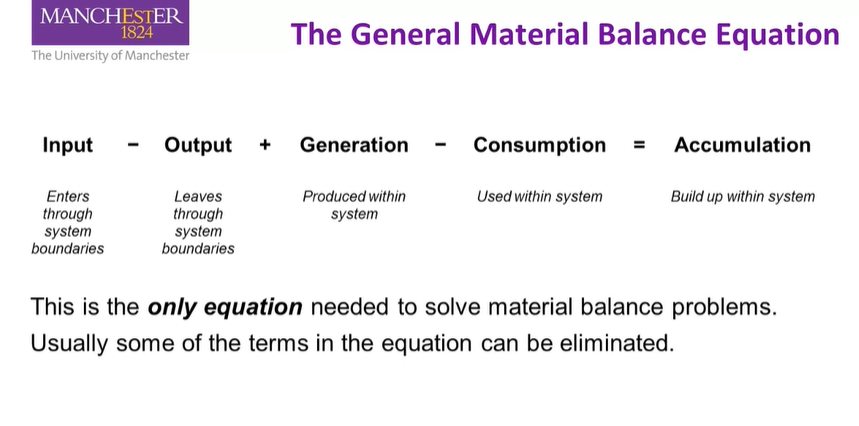 MANCHESTER
1824
The University of Manchester
The General Material Balance Equation
Input − Output + Generation − Consumption = Accumulation
Enters
through
system
boundaries
Leaves
through
system
boundaries
Produced within
system
Used within system
Build up within system
This is the only equation needed to solve material balance problems.
Usually some of the terms in the equation can be eliminated.